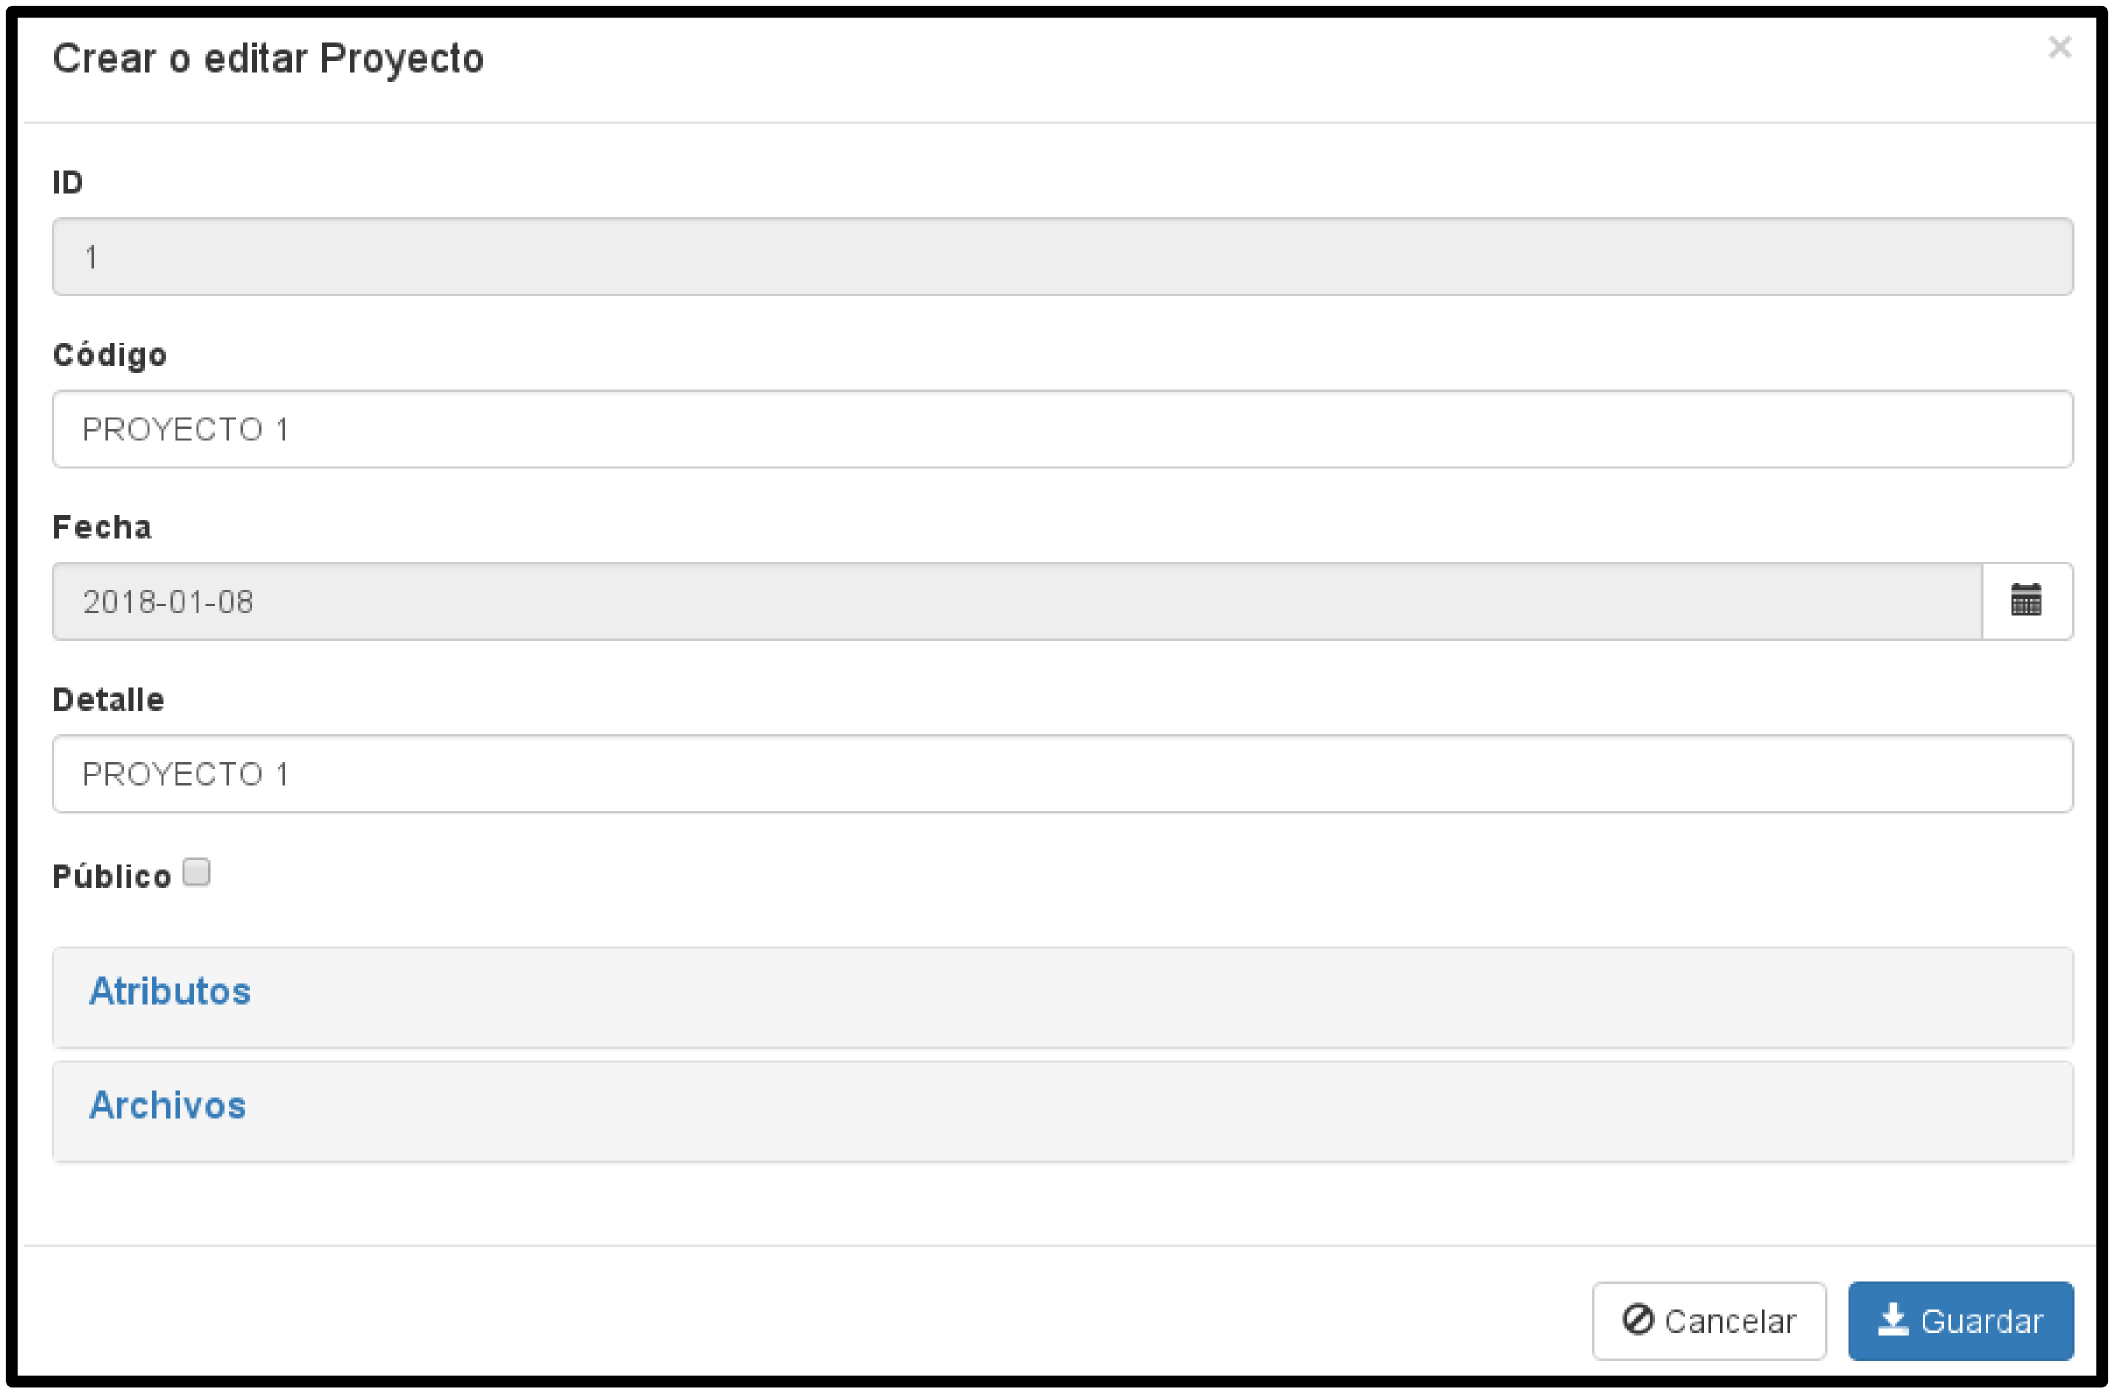 Crear o editar Proyecto
×
ID
1
Código
PROYECTO 1
Fecha
2018-01-08
Detalle
PROYECTO 1
Público
Atributos
Archivos
Cancelar Guardar